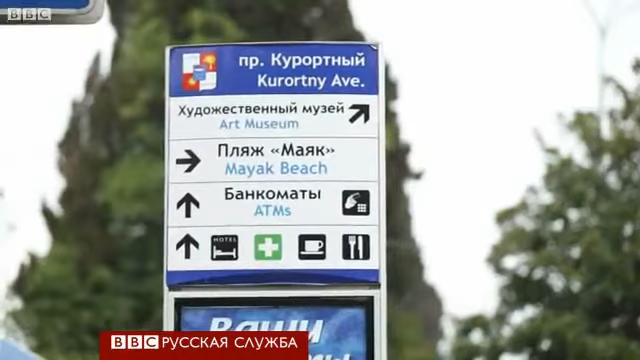 BBC
пр. Курортный
Kurortny Ave.
Художественный музей
Art Museum
Пляж «Маяк»
Mayak Beach
Банкоматы
ATMs
HOTEL
Ваши
BBC РУССКАЯ СЛУЖБА